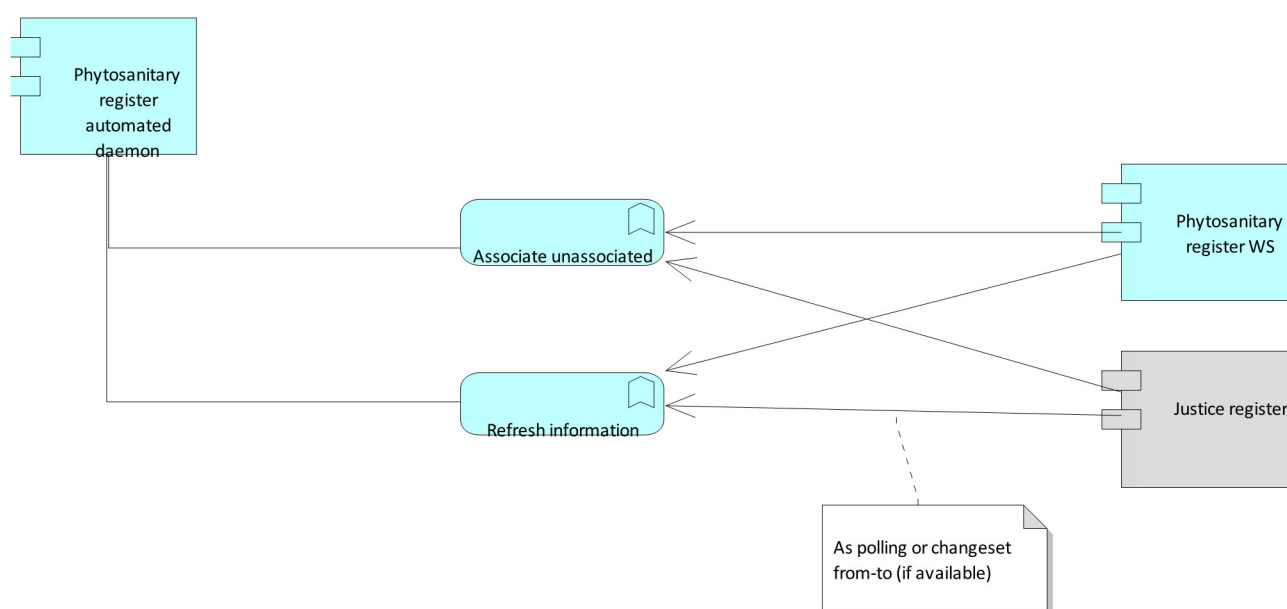 Phytosanitary
register
automated
daemon
Associate unassociated
Phytosanitary
register WS
Refresh information
Justice register
As polling or changeset
from-to (if available)